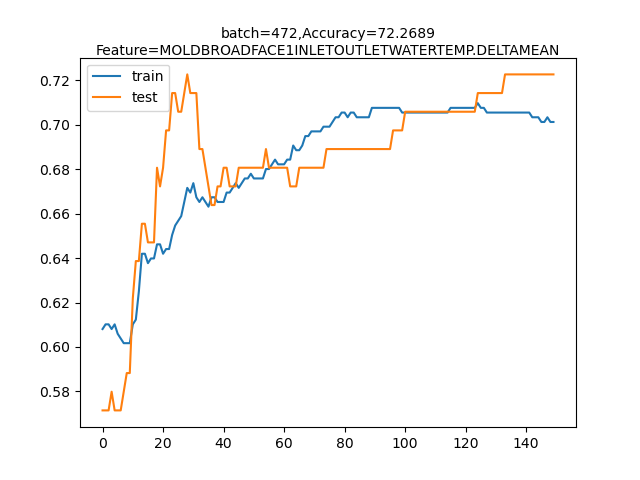 batch=472,Accuracy=72.2689
Feature=MOLDBROADFACE1INLETOUTLETWATERTEMP.DELTAMEAN
train
test
0.72
0.70
0.68
0.66
0.64
0.62
0.60
0.58
0 20 40 60 80 100 120 140